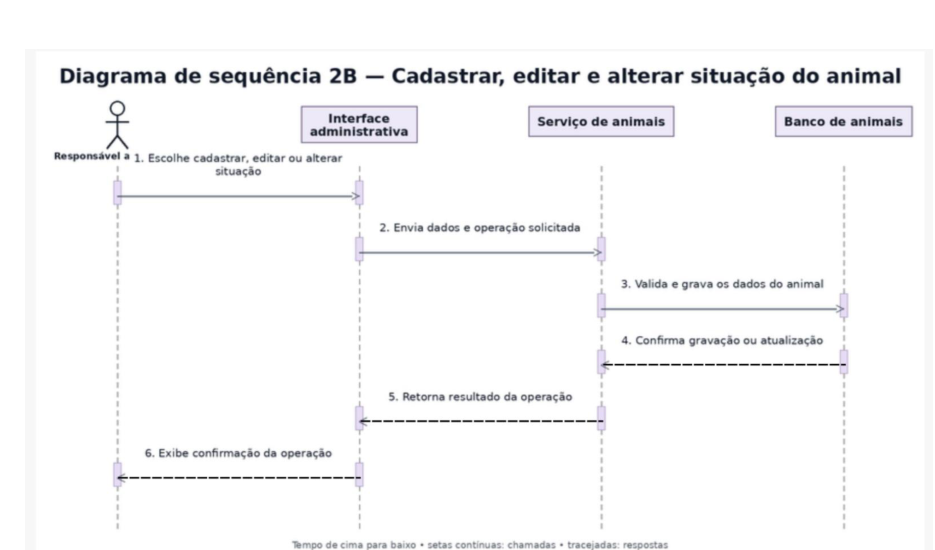 Diagrama de sequência 2B — Cadastrar, editar e alterar situação do animal
Interface
administrativa
Serviço de animais
Banco de animais
Responsável a
1. Escolhe cadastrar, editar ou alterar
situação
2. Envia dados e operação solicitada
3. Valida e grava os dados do animal
4. Confirma gravação ou atualização
5. Retorna resultado da operação
6. Exibe confirmação da operação
Tempo de cima para baixo • setas contínuas: chamadas • tracejadas: respostas